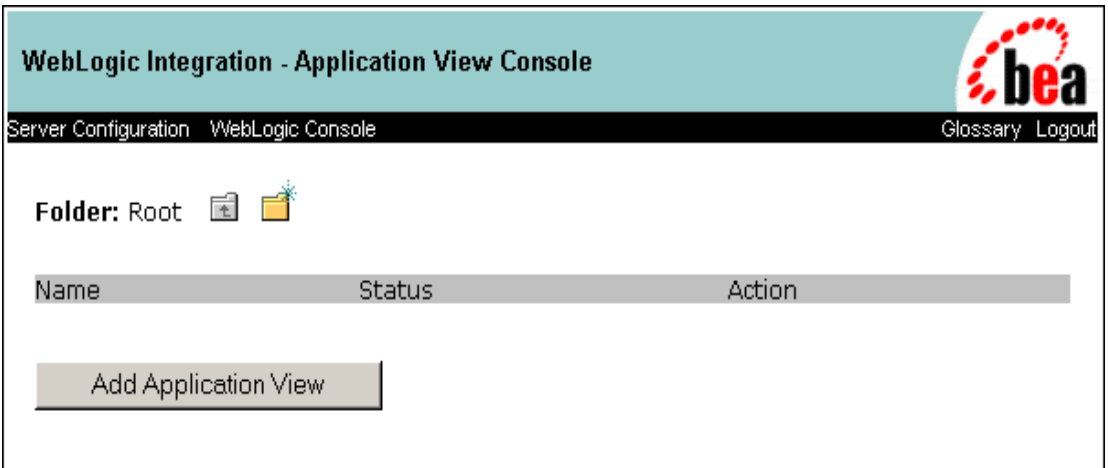 WebLogic Integration - Application View Console
bea
Server Configuration WebLogic Console Glossary Logout
Folder: Root
Name Status Action
Add Application View